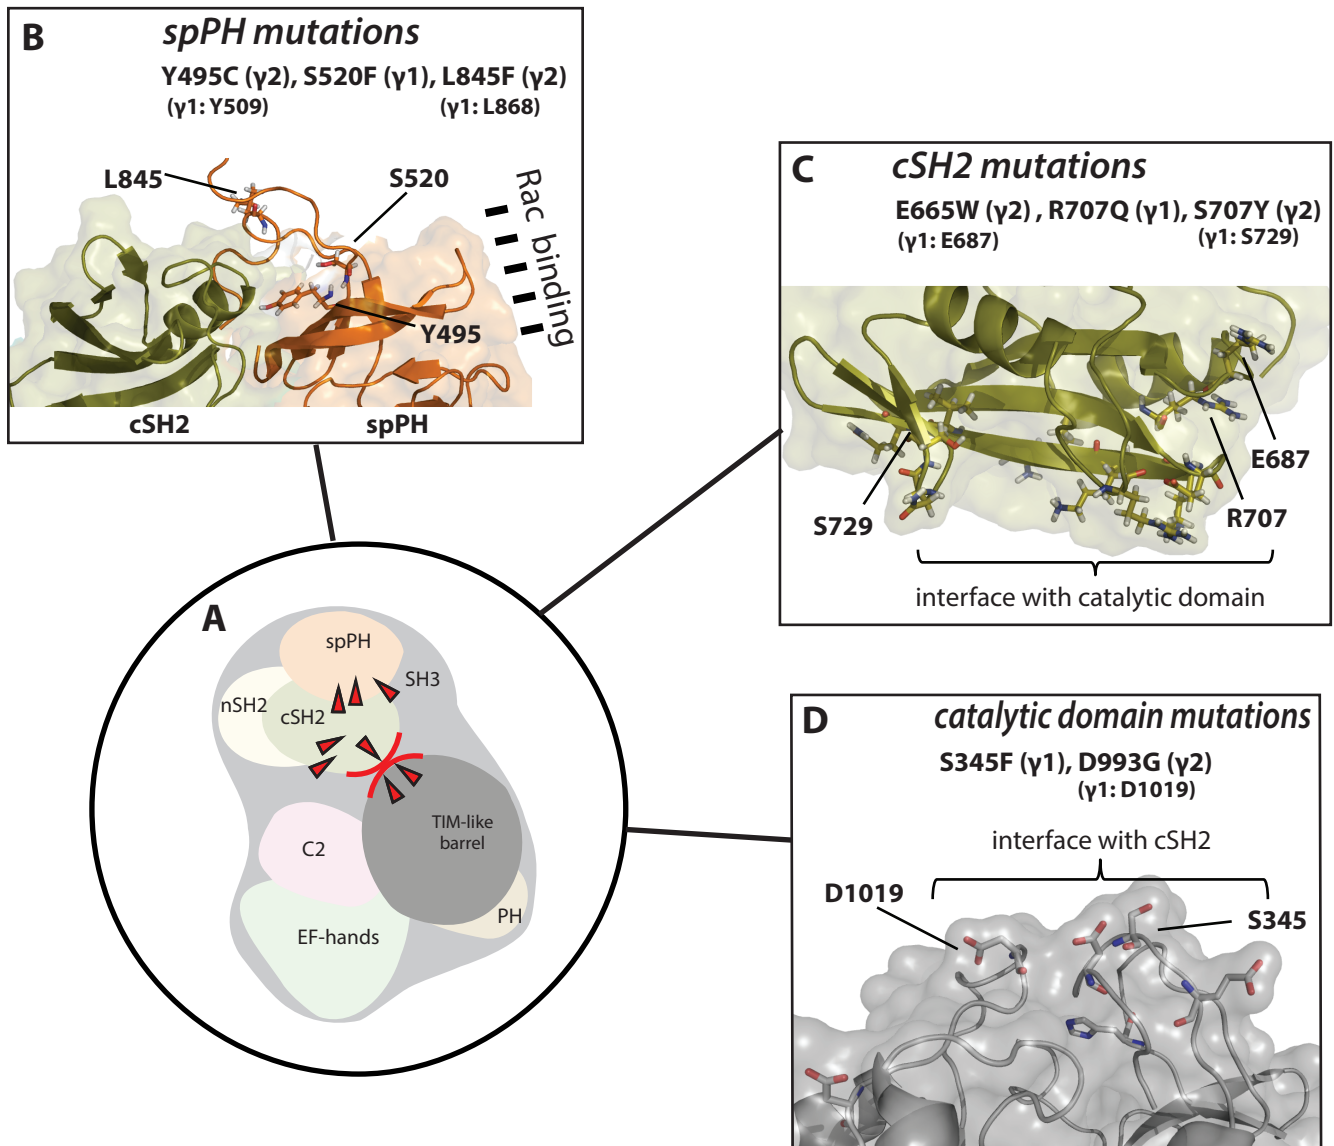 B
spPH mutations
Y495C (γ2), S520F (γ1), L845F (γ2)
(γ1: Y509) (γ1: L868)
L845
S520
Rac binding
Y495
cSH2 spPH
C
cSH2 mutations
E665W (γ2) , R707Q (γ1), S707Y (γ2)
(γ1: E687) (γ1: S729)
E687
S729
R707
interface with catalytic domain
A
spPH
SH3
nSH2
cSH2
TIM-like
barrel
C2
PH
EF-hands
D
catalytic domain mutations
S345F (γ1), D993G (γ2)
(γ1: D1019)
interface with cSH2
D1019
S345